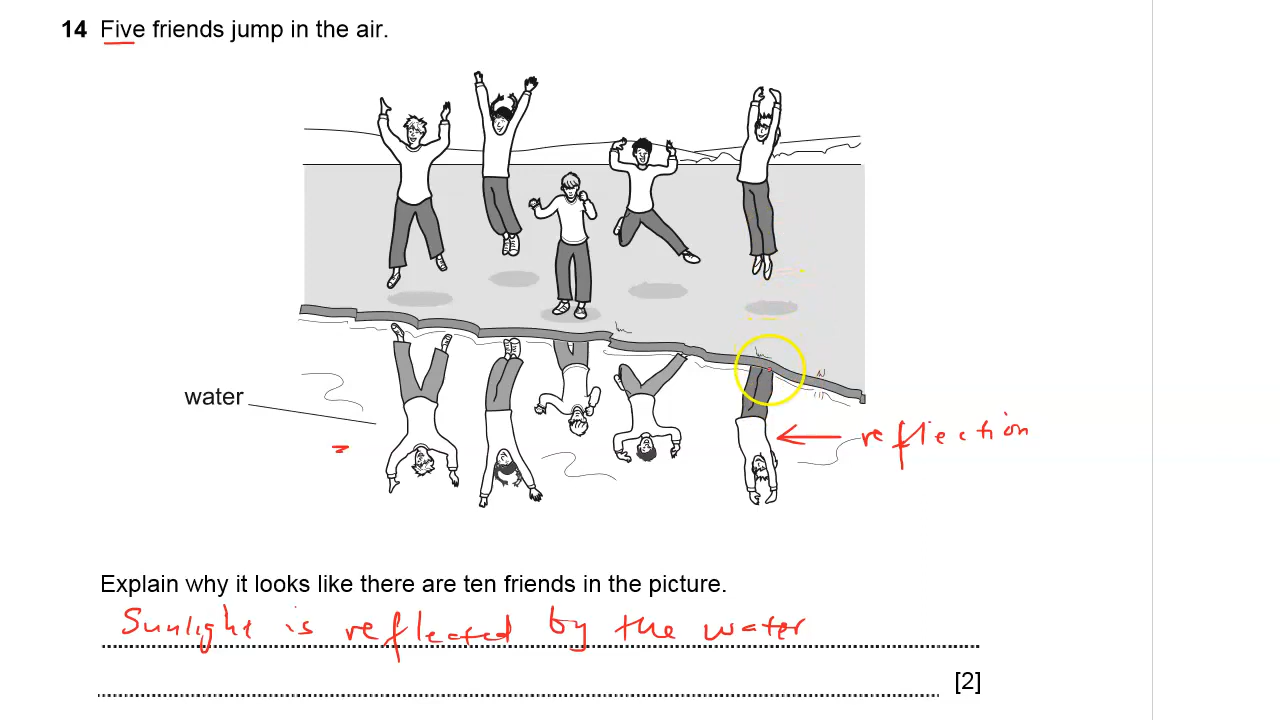 14 Five friends jump in the air.
water
reflection
Explain why it looks like there are ten friends in the picture.
Sunlight is reflected by the water
[2]